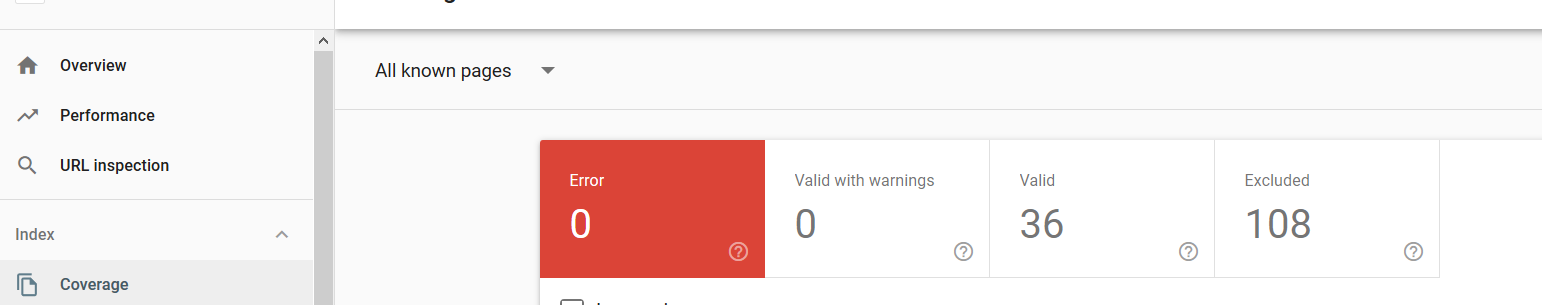 Overview
Performance
URL inspection
Index
Coverage
All known pages
Error
0
Valid with warnings
0
Valid
36
Excluded
108